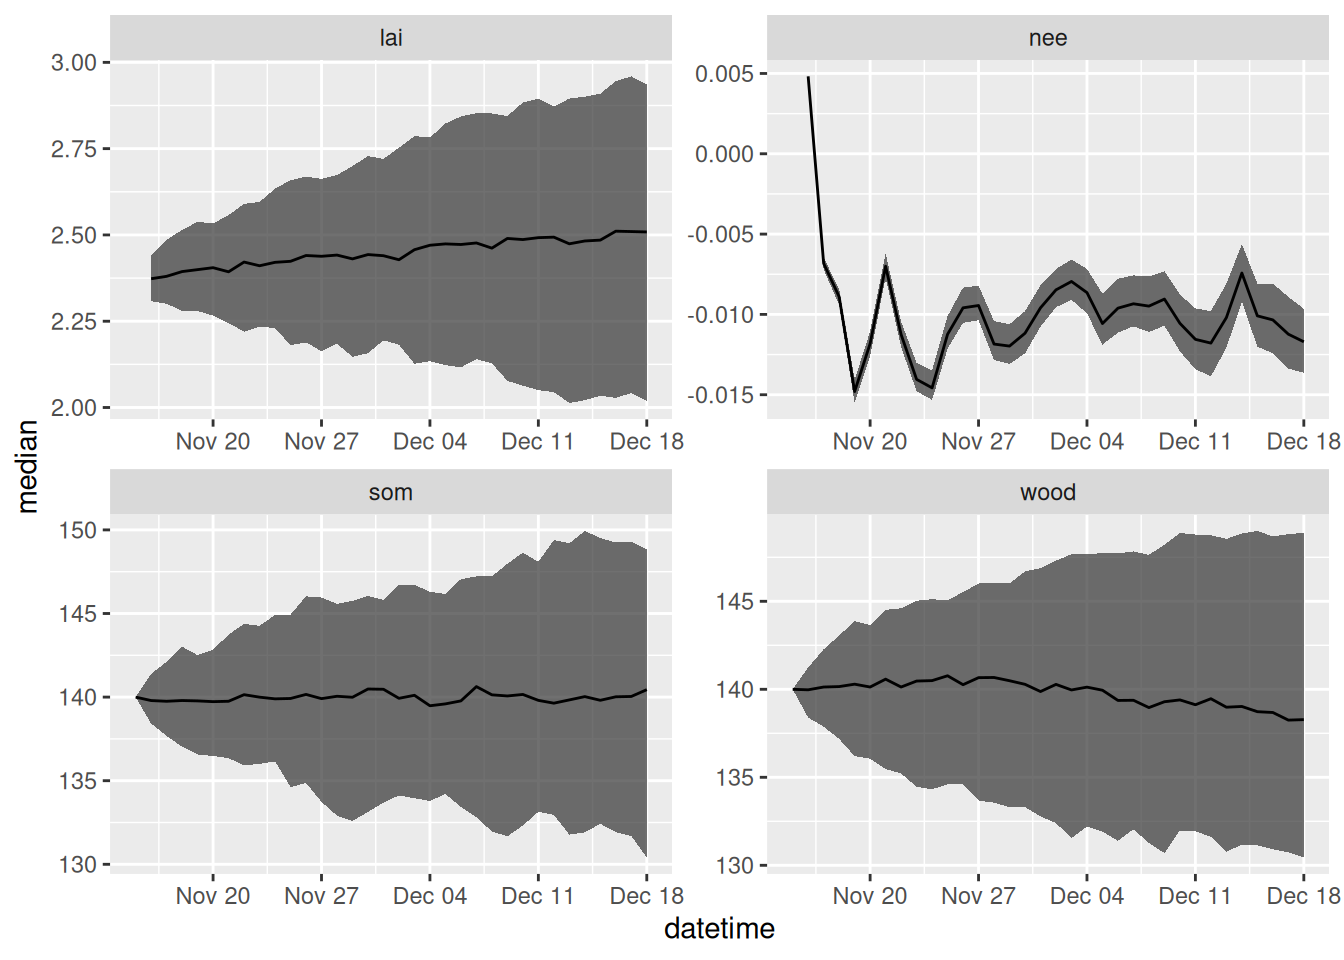 lai
nee
3.00
2.75
2.50
2.25
2.00
0.005
0.000
-0.005
-0.010
-0.015
Nov 20 Nov 27 Dec 04 Dec 11 Dec 18
Nov 20 Nov 27 Dec 04 Dec 11 Dec 18
median
som
wood
150
145
140
135
130
145
140
135
130
Nov 20 Nov 27 Dec 04 Dec 11 Dec 18
Nov 20 Nov 27 Dec 04 Dec 11 Dec 18
datetime